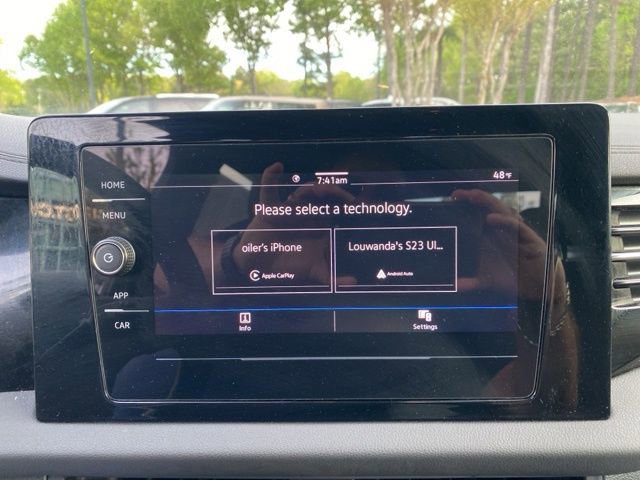 7:41am
48°F
HOME
MENU
APP
CAR
Please select a technology.
oiler's iPhone
Apple CarPlay
Louwanda's S23 Ul...
Android Auto
Info
Settings